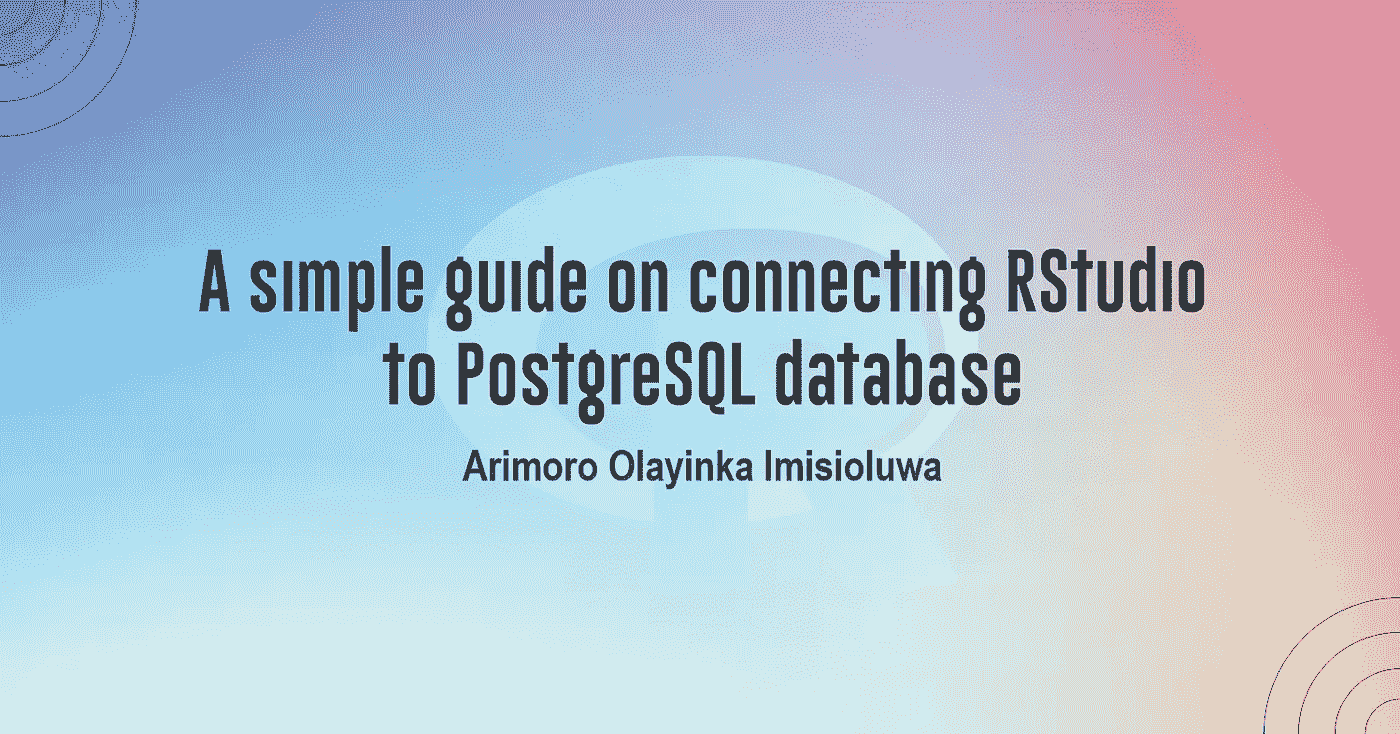 A simple guide on connecting RStudio
to PostgreSQL database
Arimoro Olayinka Imisioluwa